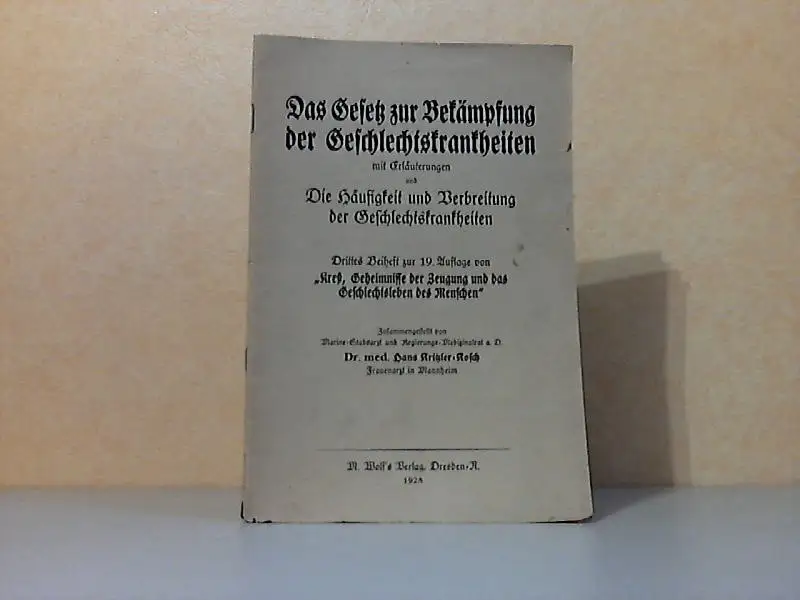 Das Gesetz zur Bekämpfung
der Geschlechtskrankheiten
mit Erläuterungen
und
Die Häufigkeit und Verbreitung
der Geschlechtskrankheiten
Drittes Beiheft zur 19. Auflage von
„Kreß, Geheimnisse der Zeugung und das
Geschlechtsleben des Menschen“
Zusammengestellt von
Marine-Stabsarzt und Regierungs-Medizinalrat a. D.
Dr. med. Hans Kritzler-Kosch
Frauenarzt in Mannheim
Verlag, Dresden-N.
1928